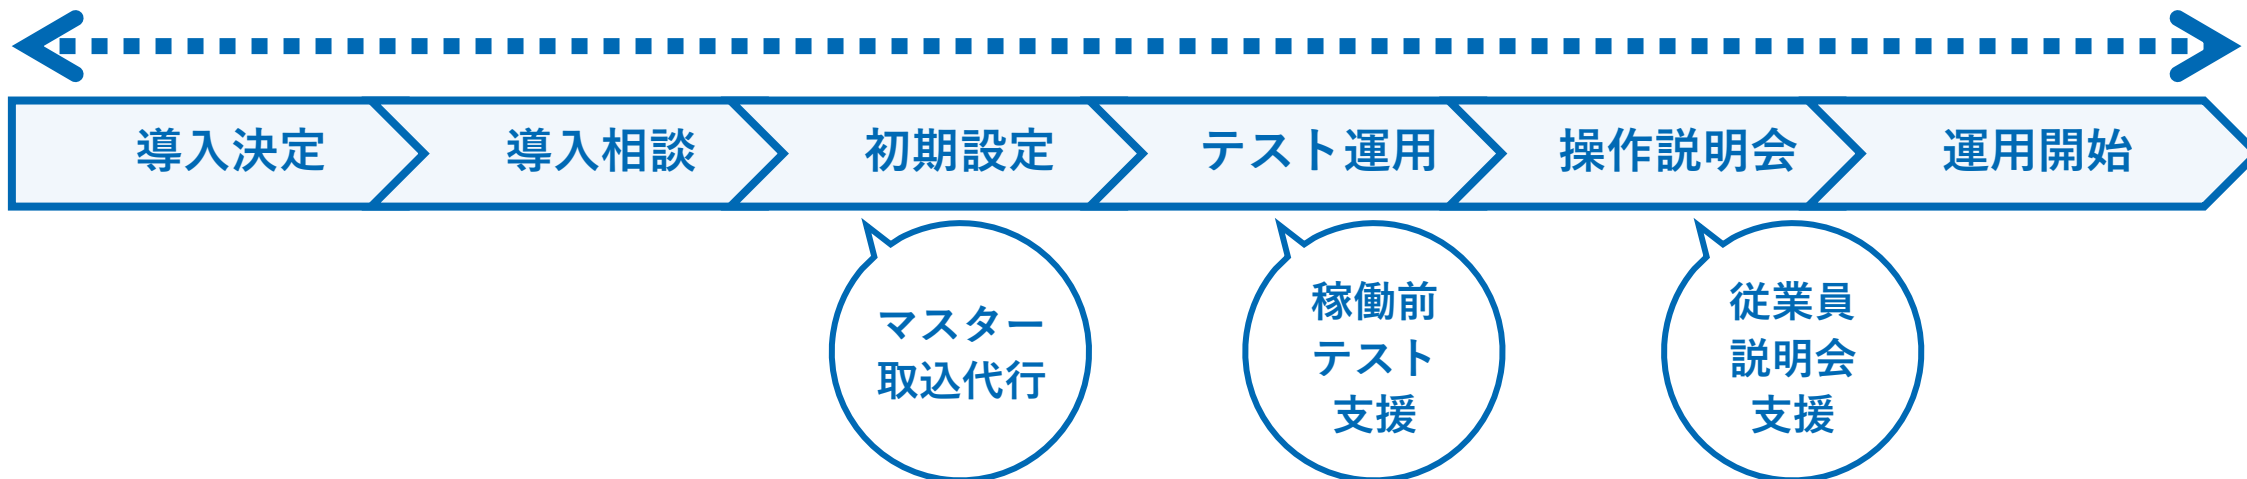 導入決定
導入相談
初期設定
テスト運用
操作説明会
運用開始
マスター
取込代行
稼働前
テスト
支援
従業員
説明会
支援